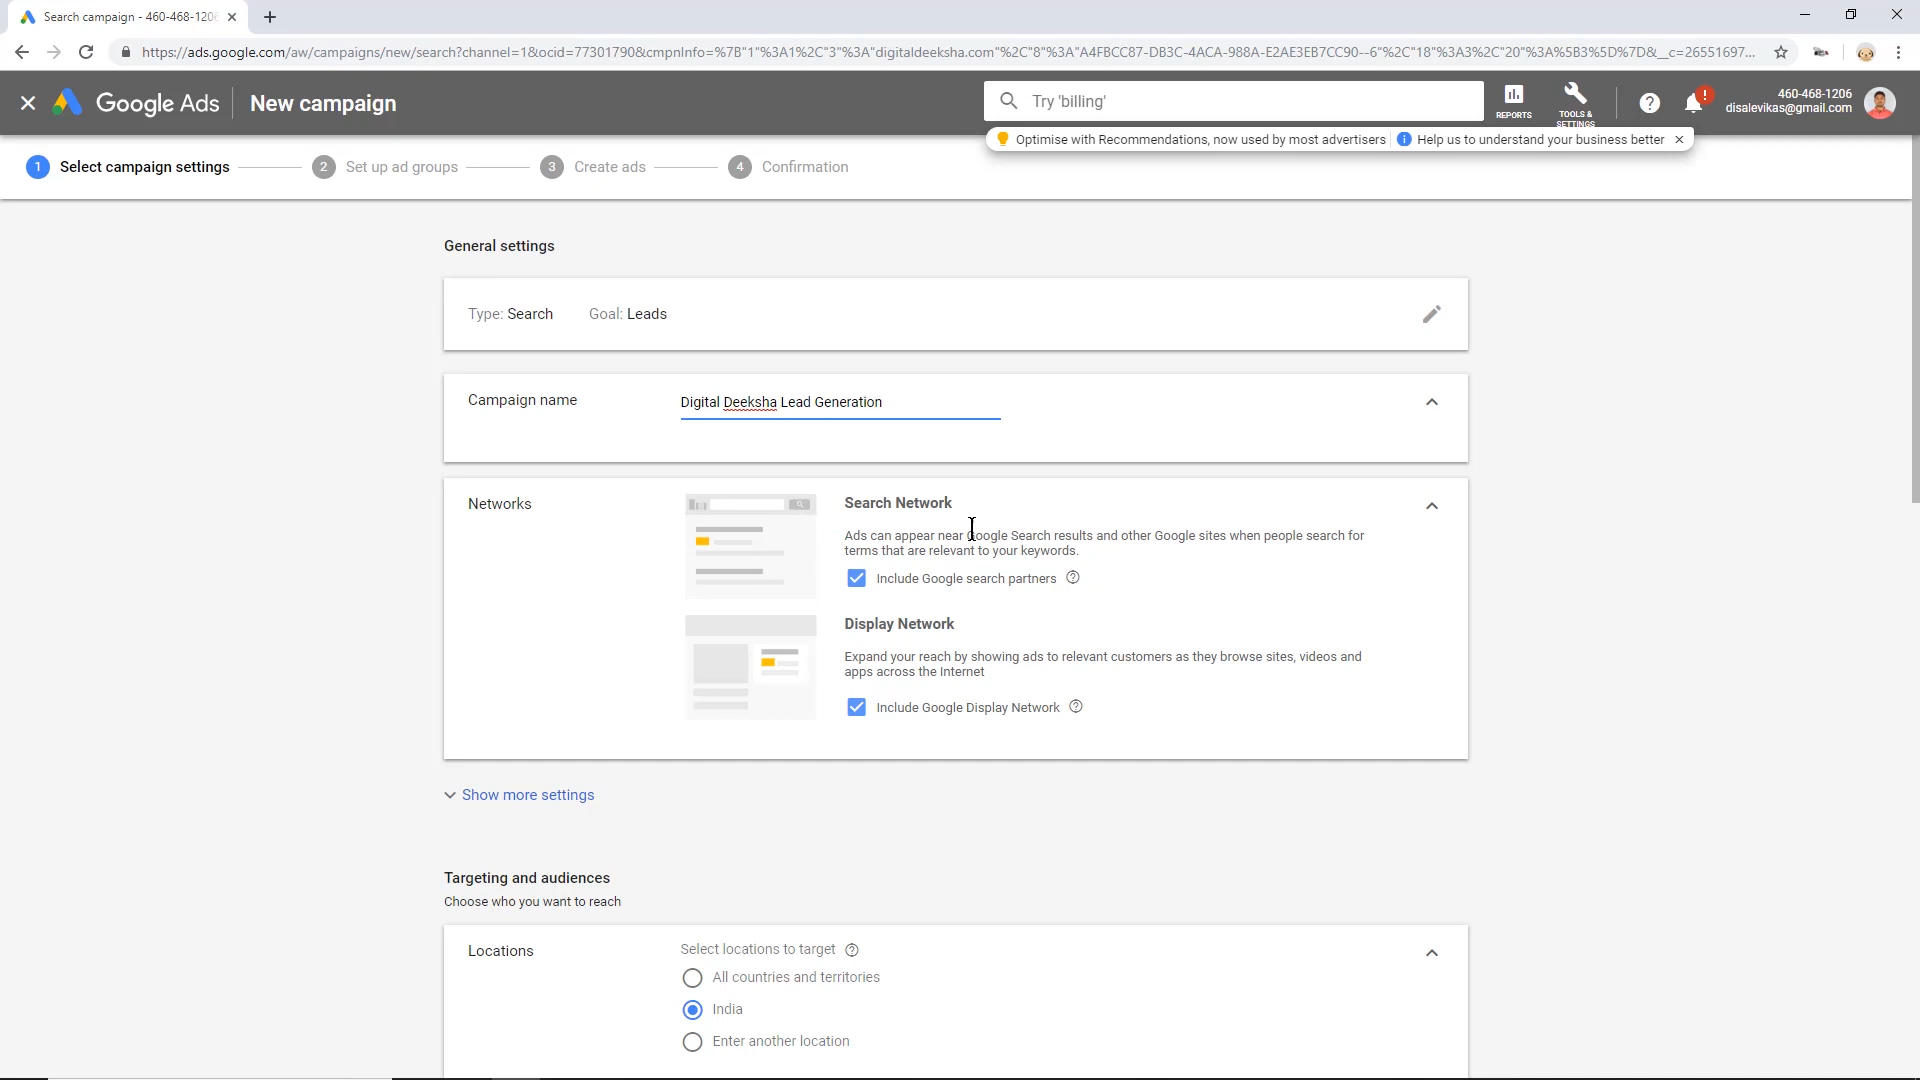 Search campaign - 460-468-1206
https://ads.google.com/aw/campaigns/new/search?channel=1&ocid=77301790&cmpnInfo=%7B"1"%3A1%2C"3"%3A"digitaldeeksha.com"%2C"8"%3A"A4FBCC87-DB3C-4ACA-988A-E2AE3EB7CC90--6"%2C"18"%3A3%2C"20"%3A%5B3%5D%7D&__c=26551697...
Google Ads New campaign
Try 'billing'
REPORTS
TOOLS &
SETTINGS
460-468-1206
disalevikas@gmail.com
Optimise with Recommendations, now used by most advertisers Help us to understand your business better
1 Select campaign settings 2 Set up ad groups 3 Create ads 4 Confirmation
General settings
Type: Search Goal: Leads
Campaign name Digital Deeksha Lead Generation
Networks
Search Network
Ads can appear near Google Search results and other Google sites when people search for
terms that are relevant to your keywords.
Include Google search partners
Display Network
Expand your reach by showing ads to relevant customers as they browse sites, videos and
apps across the Internet
Include Google Display Network
Show more settings
Targeting and audiences
Choose who you want to reach
Locations
Select locations to target
All countries and territories
India
Enter another location